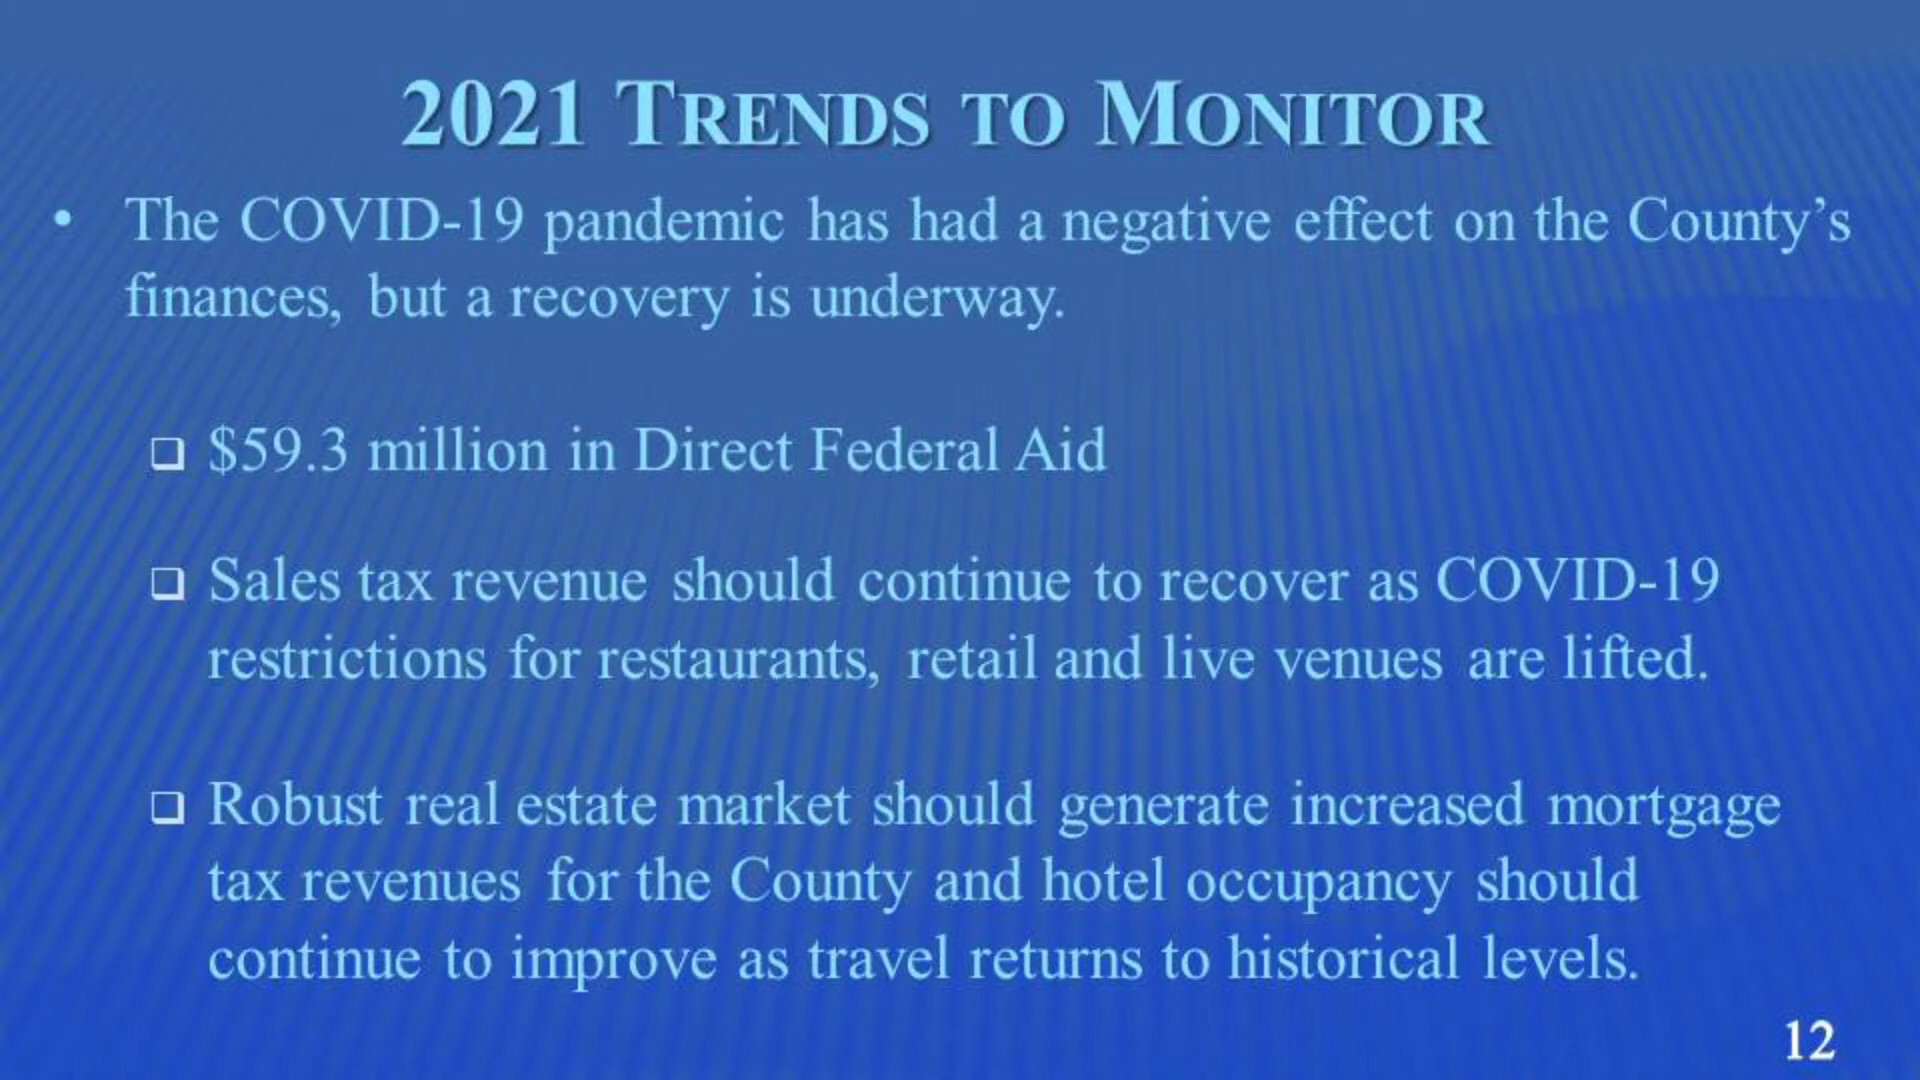 2021 TRENDS TO MONITOR
• The COVID-19 pandemic has had a negative effect on the County’s
finances, but a recovery is underway.
❑ $59.3 million in Direct Federal Aid
❑ Sales tax revenue should continue to recover as COVID-19
restrictions for restaurants, retail and live venues are lifted.
❑ Robust real estate market should generate increased mortgage
tax revenues for the County and hotel occupancy should
continue to improve as travel returns to historical levels.
12